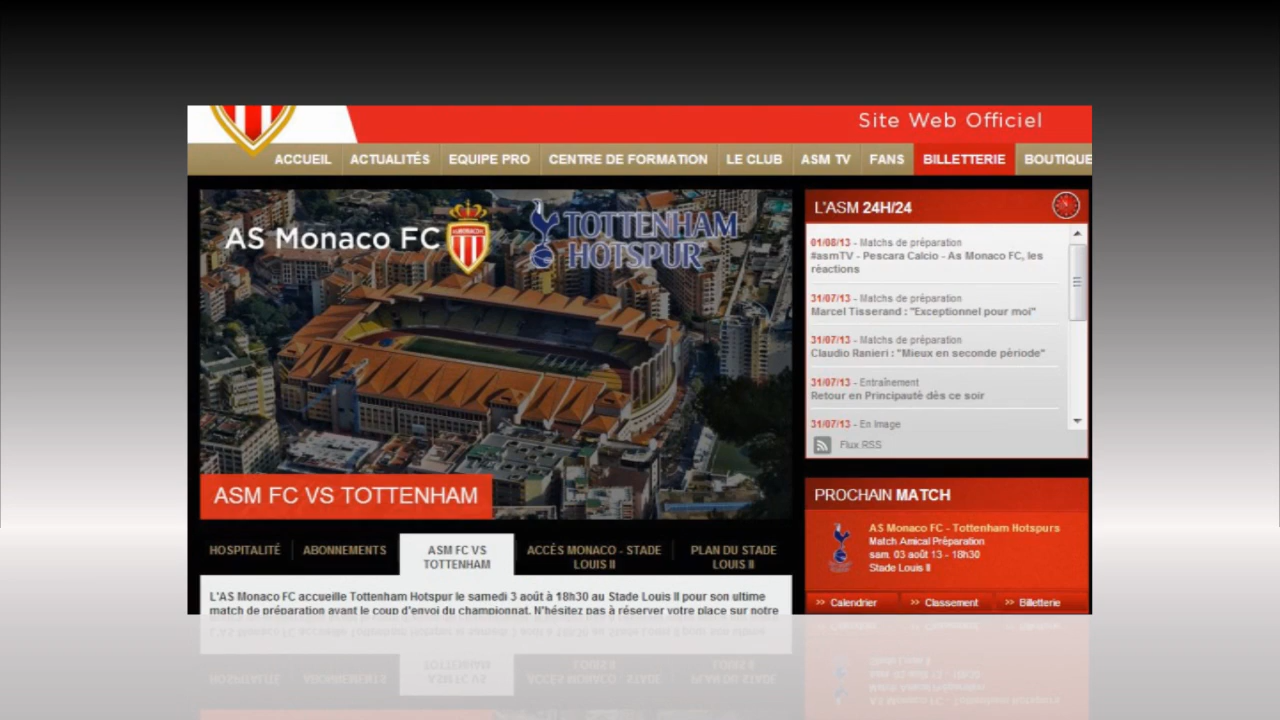 Site Web Officiel
ACCUEIL
ACTUALITÉS
EQUIPE PRO
CENTRE DE FORMATION
LE CLUB
ASM TV
FANS
BILLETTERIE
BOUTIQUE
AS Monaco FC
TOTTENHAM
HOTSPUR
ASM FC VS TOTTENHAM
HOSPITALITÉ
ABONNEMENTS
ASM FC VS
TOTTENHAM
ACCÈS MONACO - STADE
LOUIS II
PLAN DU STADE
LOUIS II
L'AS Monaco FC accueille Tottenham Hotspur le samedi 3 août à 18h30 au Stade Louis II pour son ultime
match de préparation avant le coup d'envoi du championnat. N'hésitez pas à réserver votre place sur notre
L'ASM 24H/24
01/08/13 - Matchs de préparation
#asmTV - Pescara Calcio - As Monaco FC, les
réactions
31/07/13 - Matchs de préparation
Marcel Tisserand : "Exceptionnel pour moi"
31/07/13 - Matchs de préparation
Claudio Ranieri : "Mieux en seconde période"
31/07/13 - Entraînement
Retour en Principauté dès ce soir
31/07/13 - En Image
Flux RSS
PROCHAIN MATCH
AS Monaco FC - Tottenham Hotspurs
Match Amical Préparation
sam. 03 août 13 - 18h30
Stade Louis II
>> Calendrier
>> Classement
>> Billetterie